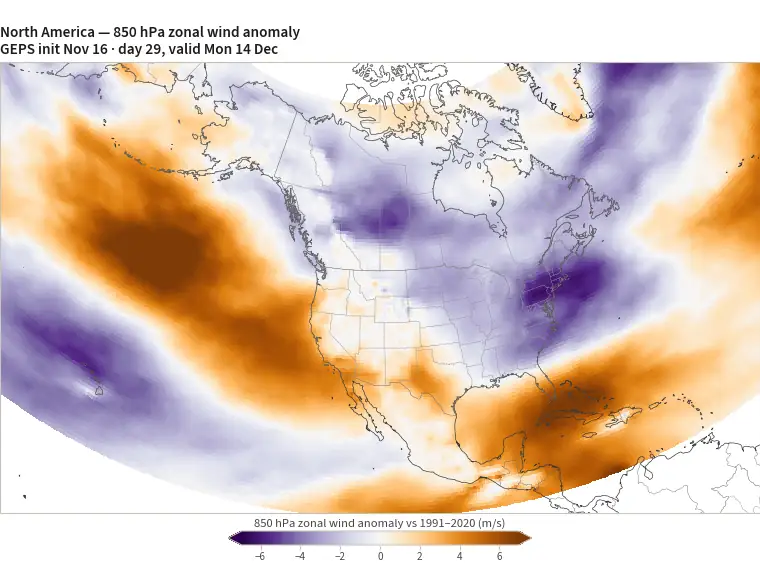 North America — 850 hPa zonal wind anomaly
GEPS init Nov 16 · day 29, valid Mon 14 Dec
850 hPa zonal wind anomaly vs 1991–2020 (m/s)
−6 −4 −2 0 2 4 6